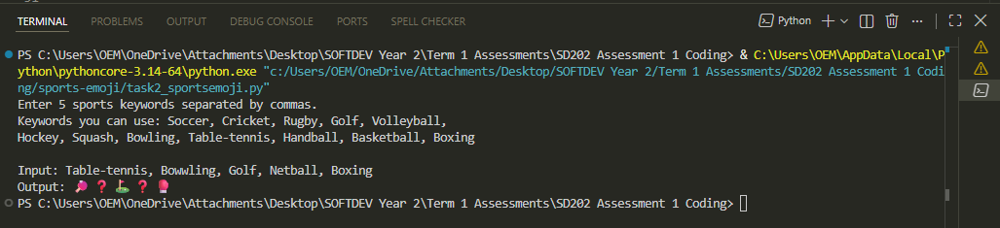 TERMINAL PROBLEMS OUTPUT DEBUG CONSOLE PORTS SPELL CHECKER Python
PS C:\Users\OEM\OneDrive\Attachments\Desktop\SOFTDEV Year 2\Term 1 Assessments\SD202 Assessment 1 Coding> & C:\Users\OEM\AppData\Local\P
ython\pythoncore-3.14-64\python.exe "c:/Users/OEM/OneDrive/Attachments/Desktop/SOFTDEV Year 2/Term 1 Assessments/SD202 Assessment 1 Codi
ng/sports-emoji/task2_sportsemoji.py"
Enter 5 sports keywords separated by commas.
Keywords you can use: Soccer, Cricket, Rugby, Golf, Volleyball,
Hockey, Squash, Bowling, Table-tennis, Handball, Basketball, Boxing
Input: Table-tennis, Bowwling, Golf, Netball, Boxing
Output: 🏓 ❓ ⛳ ❓ 🥊
PS C:\Users\OEM\OneDrive\Attachments\Desktop\SOFTDEV Year 2\Term 1 Assessments\SD202 Assessment 1 Coding>